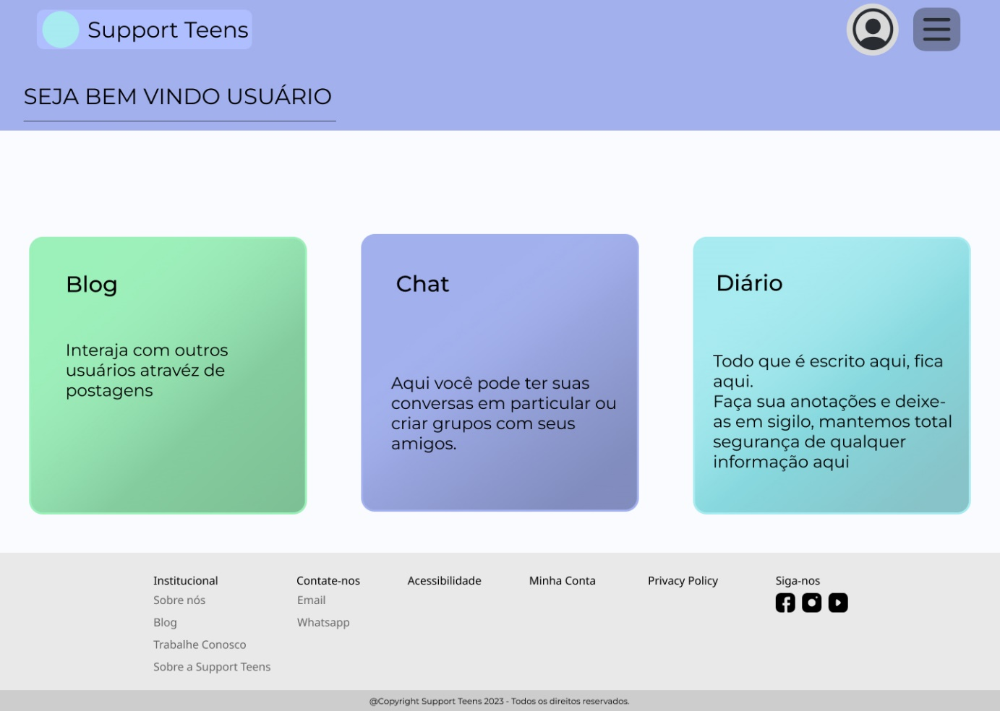 Support Teens
SEJA BEM VINDO USUÁRIO
Blog
Interaja com outros
usuários atravéz de
postagens
Chat
Aqui você pode ter suas
conversas em particular ou
criar grupos com seus
amigos.
Diário
Todo que é escrito aqui, fica
aqui.
Faça sua anotações e deixe-
as em sigilo, mantemos total
segurança de qualquer
informação aqui
Institucional
Sobre nós
Blog
Trabalhe Conosco
Sobre a Support Teens
Contate-nos
Email
Whatsapp
Acessibilidade
Minha Conta
Privacy Policy
Siga-nos
@Copyright Support Teens 2023 - Todos os direitos reservados.